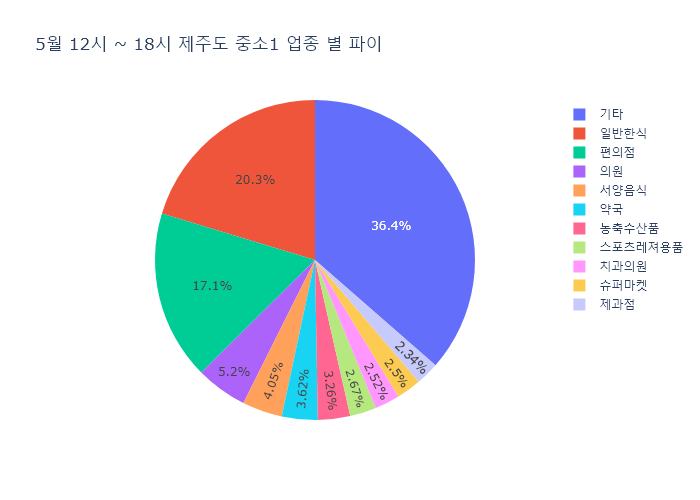 5월 12시 ~ 18시 제주도 중소1 업종 별 파이
36.4%
20.3%
17.1%
5.2%
4.05%
3.62%
3.26%
2.67%
2.52%
2.5%
2.34%
기타
일반한식
편의점
의원
서양음식
약국
농축수산품
스포츠레져용품
치과의원
슈퍼마켓
제과점